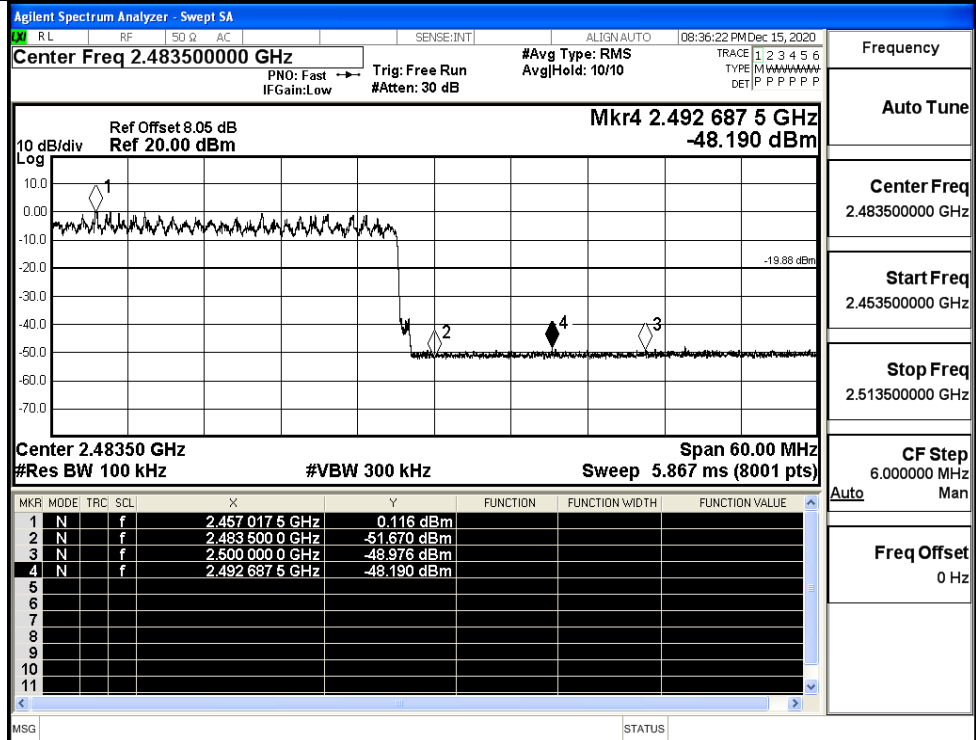 Agilent Spectrum Analyzer - Swept SA
LXI RL RF 50 Ω AC SENSE:INT ALIGNAUTO 08:36:22 PM Dec 15, 2020
Center Freq 2.483500000 GHz
PNO: Fast
IFGain:Low
Trig: Free Run
#Atten: 30 dB
#Avg Type: RMS
Avg|Hold: 10/10
TRACE 1 2 3 4 5 6
TYPE M WWWWW
DET P P P P P P
Mkr4 2.492 687 5 GHz
-48.190 dBm
Ref Offset 8.05 dB
10 dB/div Ref 20.00 dBm
Log
10.0
0.00
-10.0
-20.0
-30.0
-40.0
-50.0
-60.0
-70.0
1
2
4
3
-19.88 dBm
Center 2.48350 GHz Span 60.00 MHz
#Res BW 100 kHz #VBW 300 kHz Sweep 5.867 ms (8001 pts)
MKR MODE TRC SCL X Y FUNCTION FUNCTION WIDTH FUNCTION VALUE
1 N f 2.457 017 5 GHz 0.116 dBm
2 N f 2.483 500 0 GHz -51.670 dBm
3 N f 2.500 000 0 GHz -48.976 dBm
4 N f 2.492 687 5 GHz -48.190 dBm
5
6
7
8
9
10
11
MSG STATUS
Frequency
Auto Tune
Center Freq
2.483500000 GHz
Start Freq
2.453500000 GHz
Stop Freq
2.513500000 GHz
CF Step
6.000000 MHz
Auto Man
Freq Offset
0 Hz